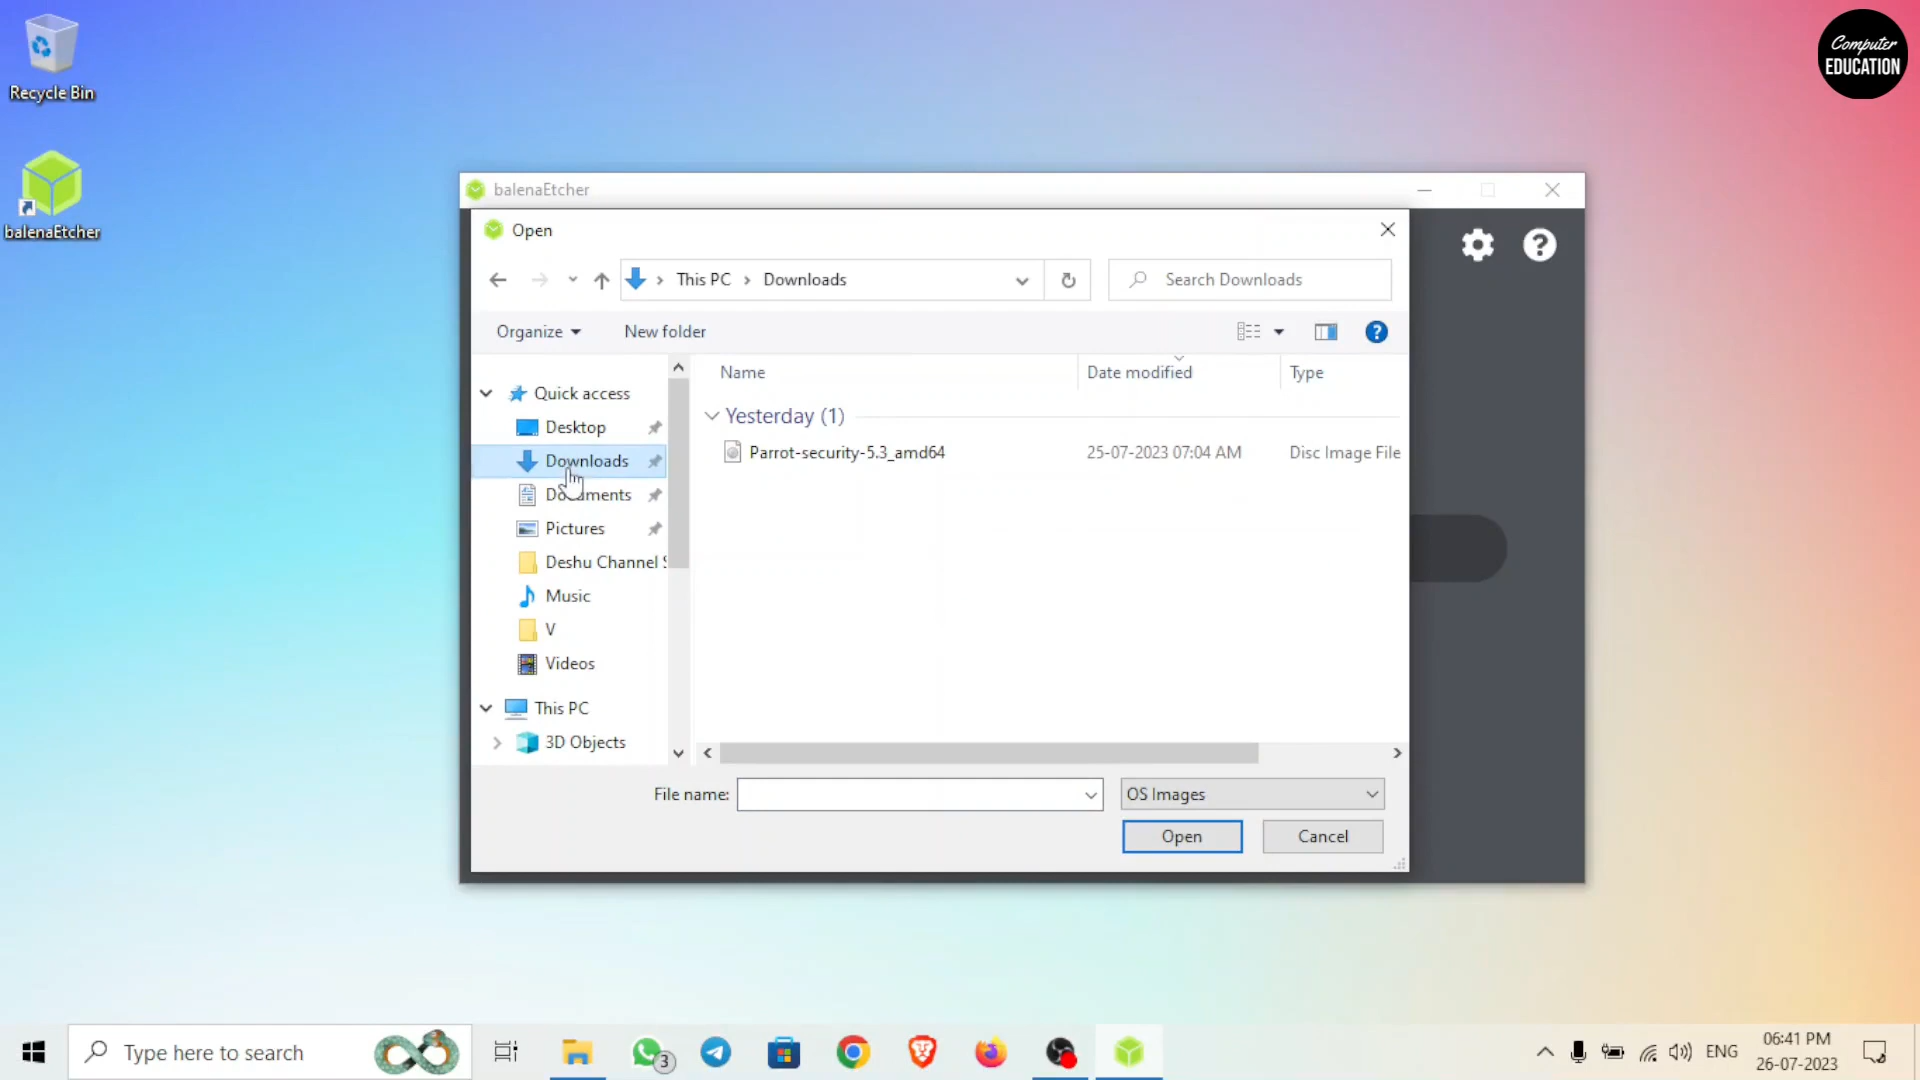 Recycle Bin
balenaEtcher
Computer
EDUCATION
balenaEtcher
Open
This PC
Downloads
Search Downloads
Organize
New folder
Name
Date modified
Type
Quick access
Desktop
Downloads
Documents
Pictures
Deshu Channel S
Music
V
Videos
This PC
3D Objects
Yesterday (1)
Parrot-security-5.3_amd64
25-07-2023 07:04 AM
Disc Image File
File name:
OS Images
Open
Cancel
Type here to search
3
ENG
06:41 PM
26-07-2023